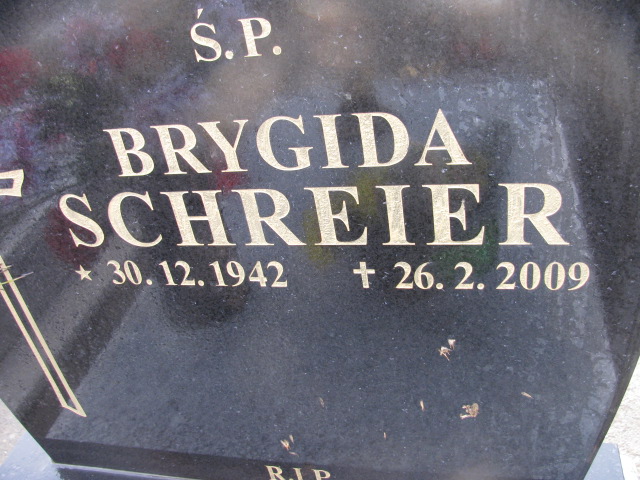 Ś.P.
BRYGIDA
SCHREIER
★ 30.12.1942 ✝ 26.2.2009
R.I.P.